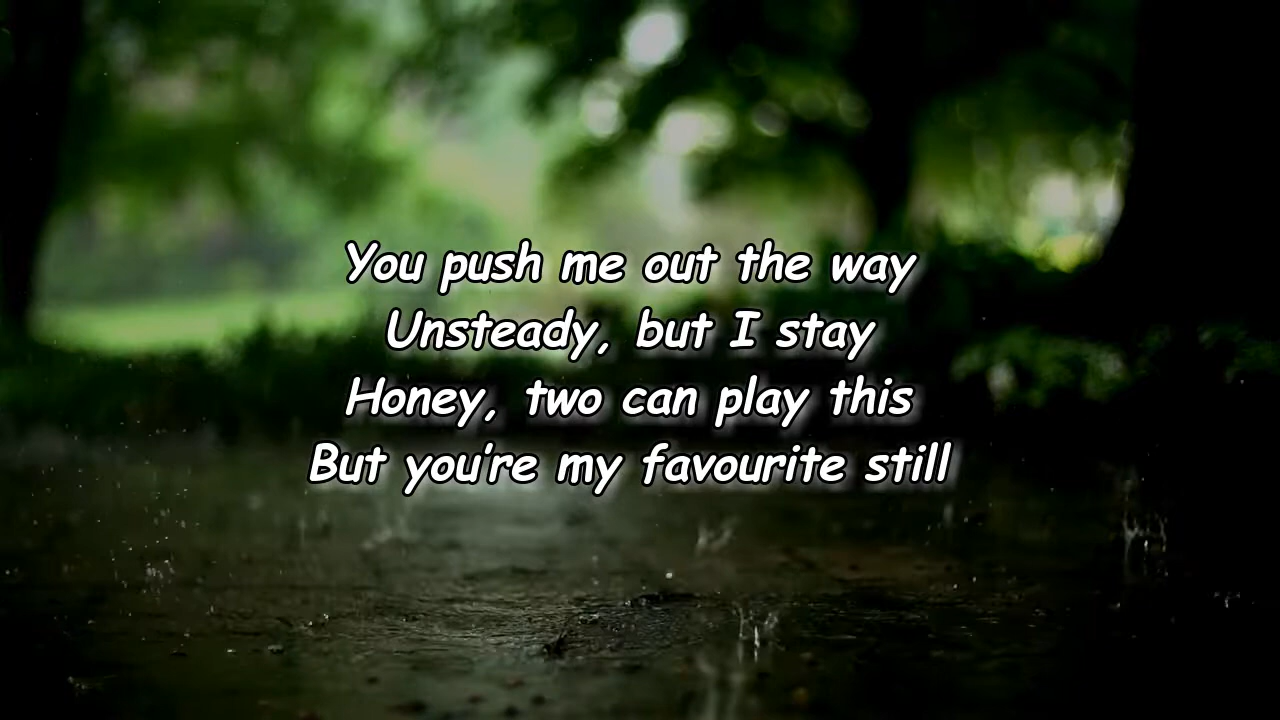 You push me out the way
Unsteady, but I stay
Honey, two can play this
But you're my favourite still